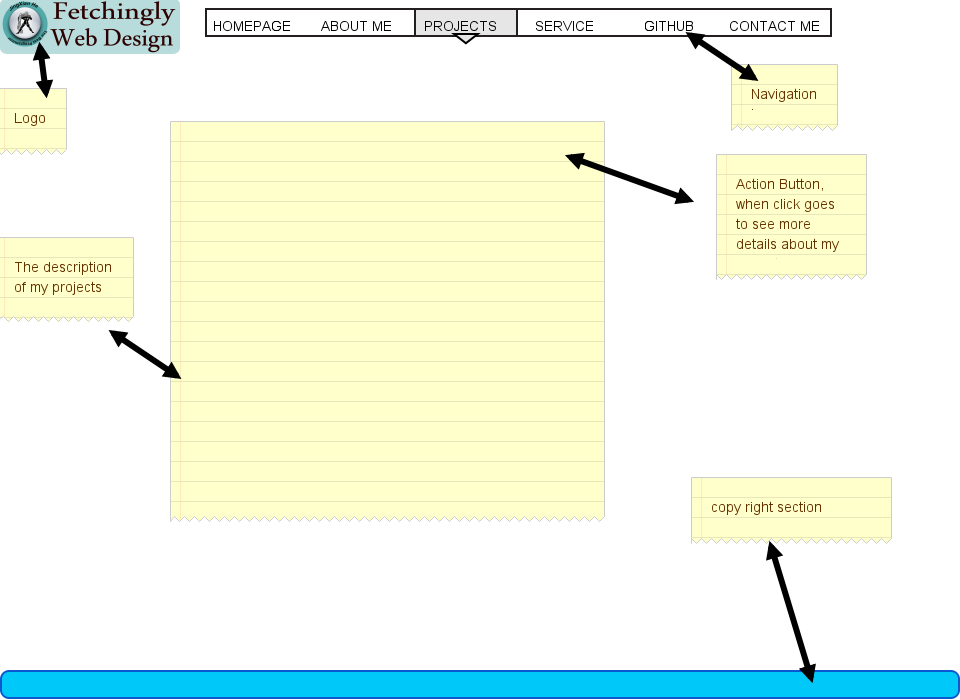 Fetchingly
Web Design
HOMEPAGE ABOUT ME PROJECTS SERVICE GITHUB CONTACT ME
Navigation
Logo
Action Button,
when click goes
to see more
details about my
The description
of my projects
copy right section